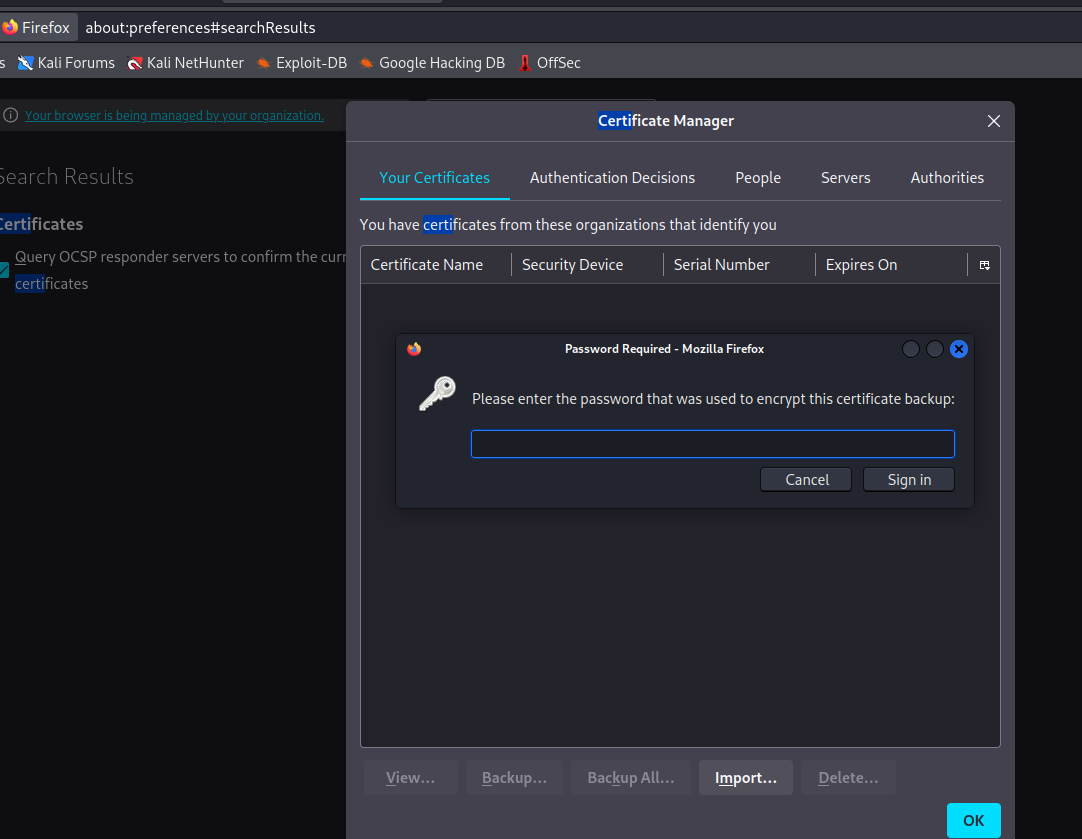 Firefox about:preferences#searchResults
s Kali Forums Kali NetHunter Exploit-DB Google Hacking DB OffSec
Your browser is being managed by your organization.
Search Results
Certificates
Query OCSP responder servers to confirm the curr
certificates
Certificate Manager
Your Certificates Authentication Decisions People Servers Authorities
You have certificates from these organizations that identify you
Certificate Name Security Device Serial Number Expires On
Password Required - Mozilla Firefox
Please enter the password that was used to encrypt this certificate backup:
Cancel Sign in
View... Backup... Backup All... Import... Delete...
OK